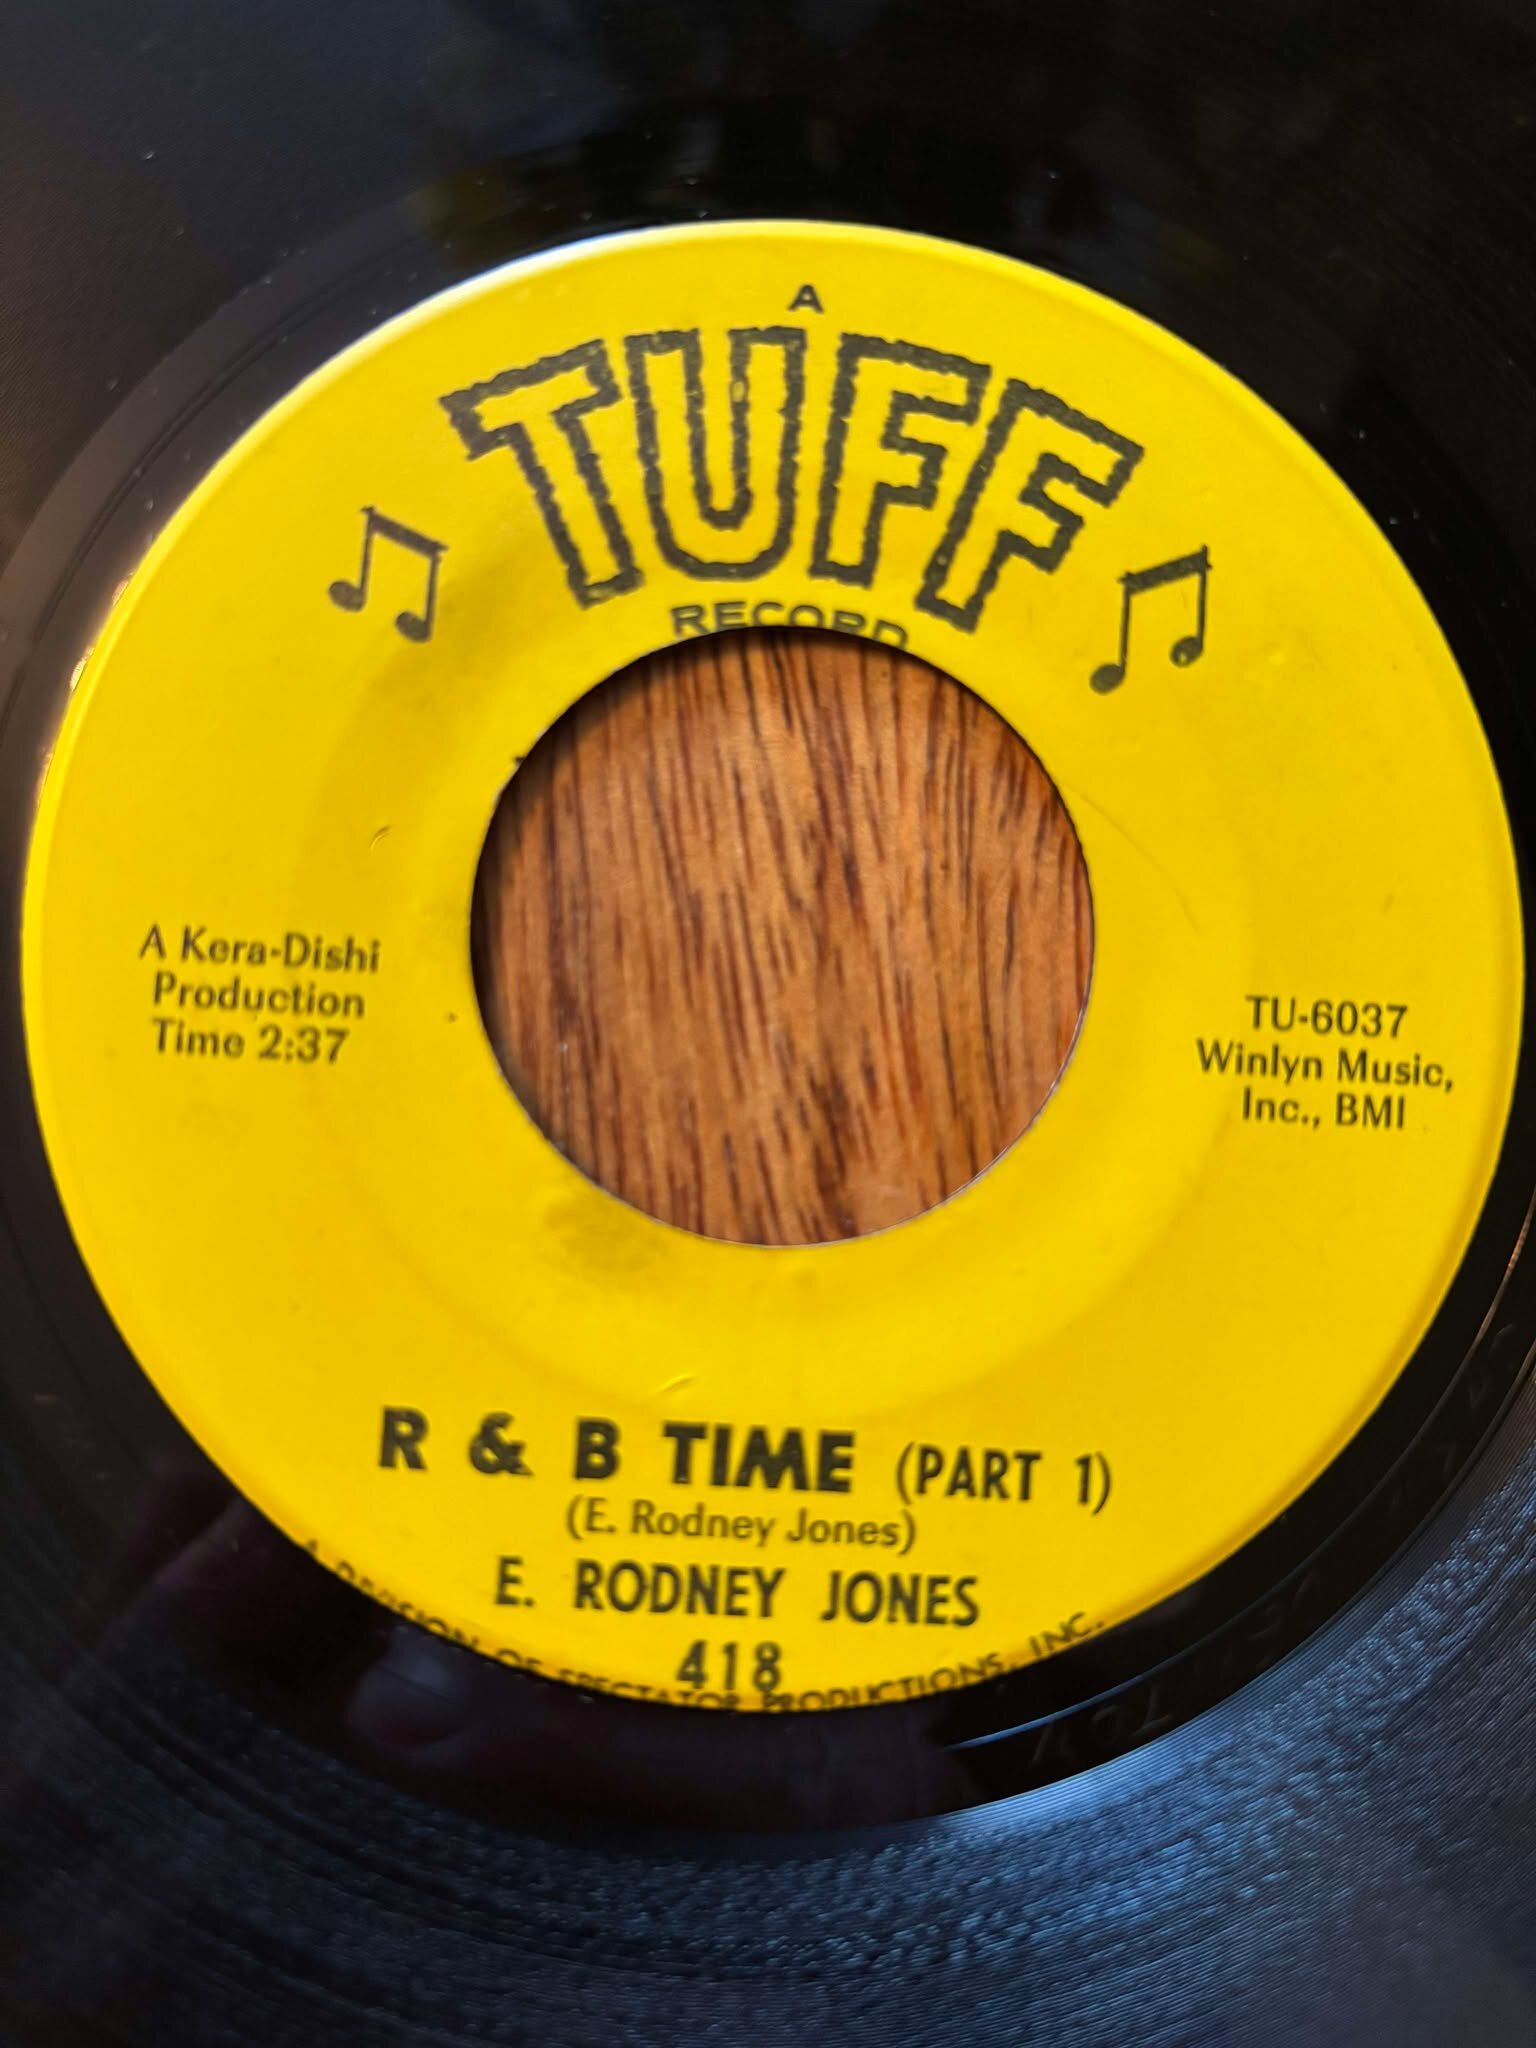 A
TUFF
RECORD
A Kera-Dishi
Production
Time 2:37
TU-6037
Winlyn Music,
Inc., BMI
R & B TIME (PART 1)
(E. Rodney Jones)
E. RODNEY JONES
418
A DIVISION OF SPECTATOR PRODUCTIONS, INC.